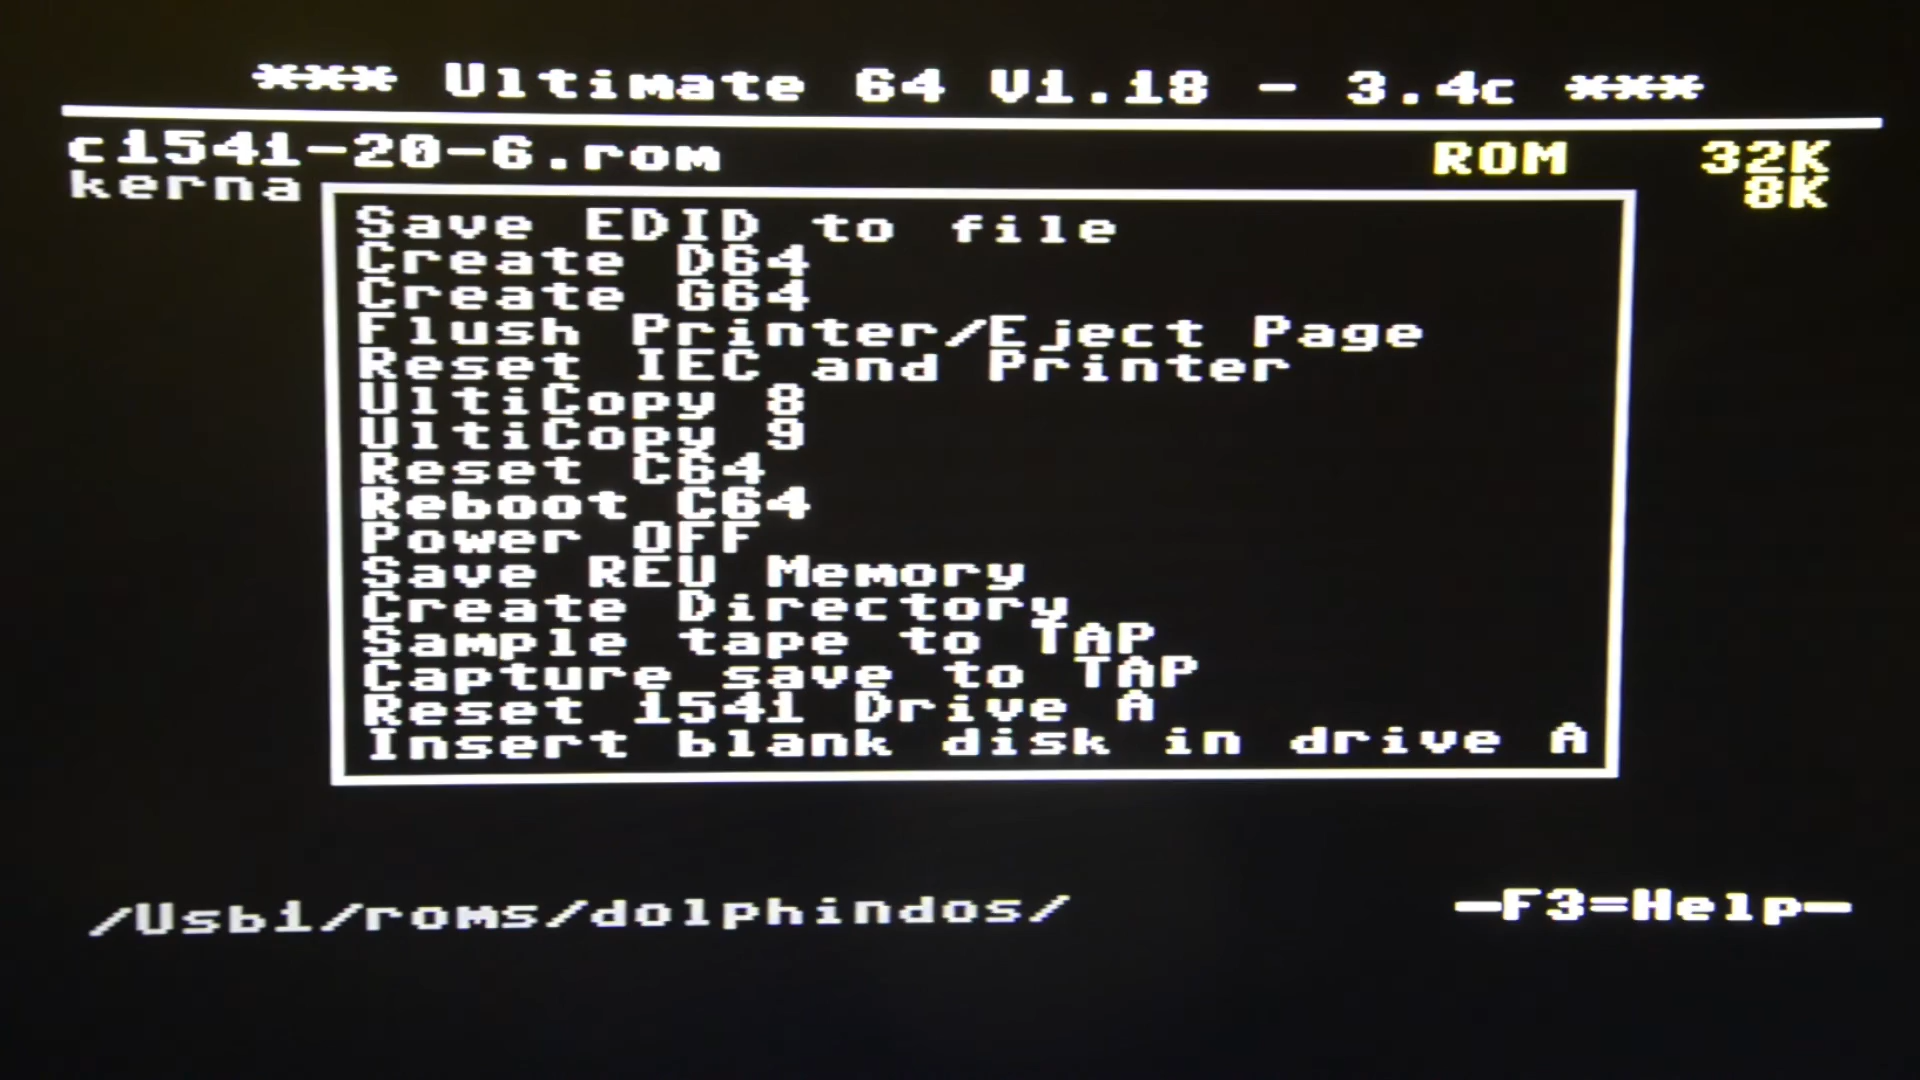 *** Ultimate 64 V1.18 - 3.4c ***
c1541-20-6.rom ROM 32K
kerna 8K
Save EDID to file
Create D64
Create G64
Flush Printer/Eject Page
Reset IEC and Printer
UltiCopy 8
UltiCopy 9
Reset C64
Reboot C64
Power OFF
Save REU Memory
Create Directory
Sample tape to TAP
Capture save to TAP
Reset 1541 Drive A
Insert blank disk in drive A
/Usb1/roms/dolphindos/ —F3=Help—